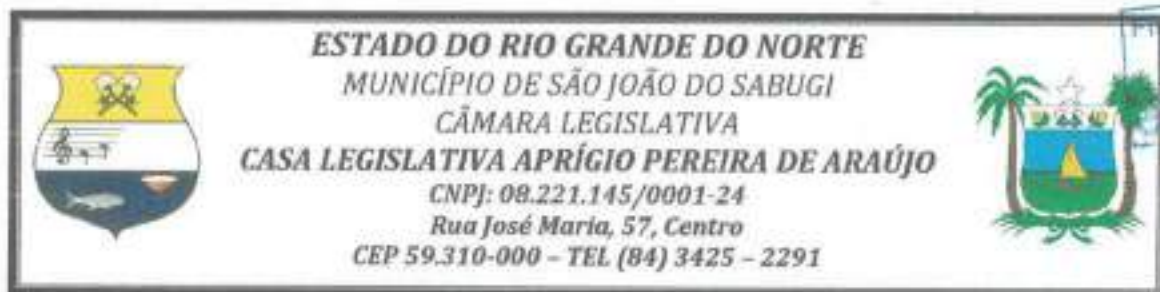 ESTADO DO RIO GRANDE DO NORTE
MUNICÍPIO DE SÃO JOÃO DO SABUGI
CÂMARA LEGISLATIVA
CASA LEGISLATIVA APRÍGIO PEREIRA DE ARAÚJO
CNPJ: 08.221.145/0001-24
Rua José Maria, 57, Centro
CEP 59.310-000 – TEL (84) 3425 – 2291